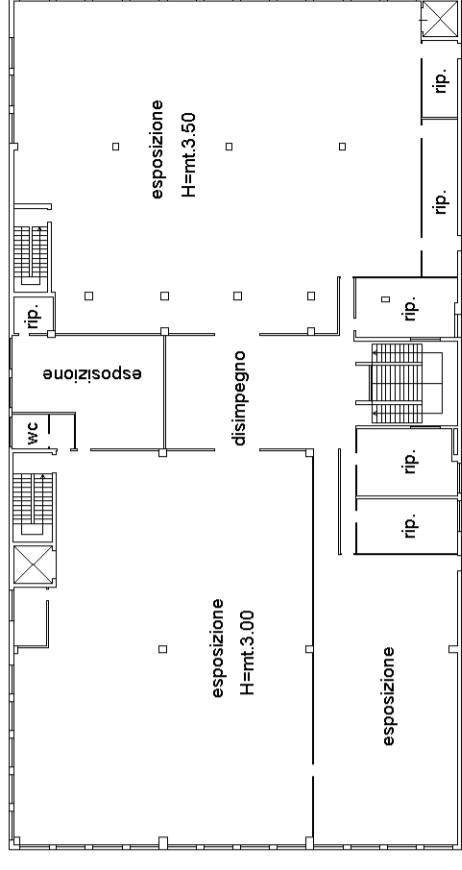 esposizione
H=mt.3.50
rip.
rip.
rip.
rip.
esposizione
wc
disimpegno
rip.
rip.
esposizione
H=mt.3.00
esposizione